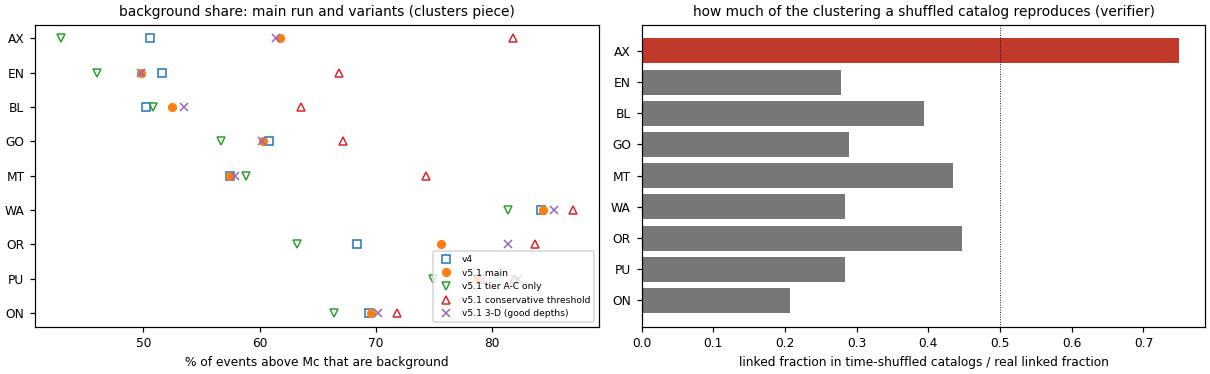 background share: main run and variants (clusters piece)
AX
EN
BL
GO
MT
WA
OR
PU
ON
v4
v5.1 main
v5.1 tier A-C only
v5.1 conservative threshold
v5.1 3-D (good depths)
50 60 70 80
% of events above Mc that are background
how much of the clustering a shuffled catalog reproduces (verifier)
AX
EN
BL
GO
MT
WA
OR
PU
ON
0.0 0.1 0.2 0.3 0.4 0.5 0.6 0.7
linked fraction in time-shuffled catalogs / real linked fraction